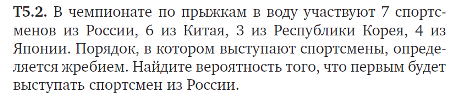 Т5.2. В чемпионате по прыжкам в воду участвуют 7 спортс-
менов из России, 6 из Китая, 3 из Республики Корея, 4 из
Японии. Порядок, в котором выступают спортсмены, опреде-
ляется жребием. Найдите вероятность того, что первым будет
выступать спортсмен из России.